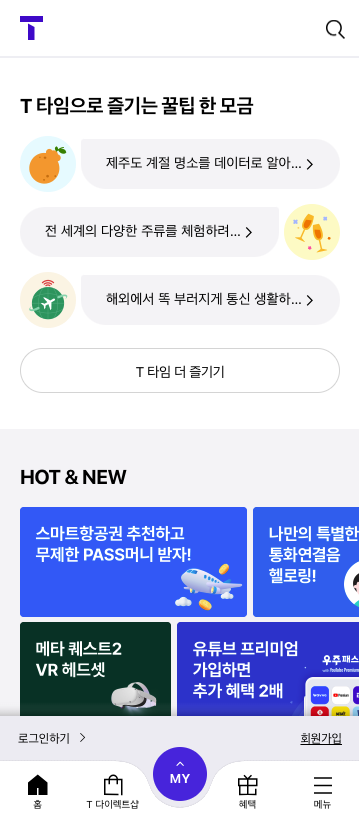 T
T 타임으로 즐기는 꿀팁 한 모금
제주도 계절 명소를 데이터로 알아...
전 세계의 다양한 주류를 체험하려...
해외에서 똑 부러지게 통신 생활하...
T 타임 더 즐기기
HOT & NEW
스마트항공권 추천하고
무제한 PASS머니 받자!
나만의 특별한
통화연결음
헬로링!
메타 퀘스트2
VR 헤드셋
유튜브 프리미엄
가입하면
추가 혜택 2배
우주패스
with YouTube Premium
로그인하기
회원가입
MY
홈
T 다이렉트샵
혜택
메뉴